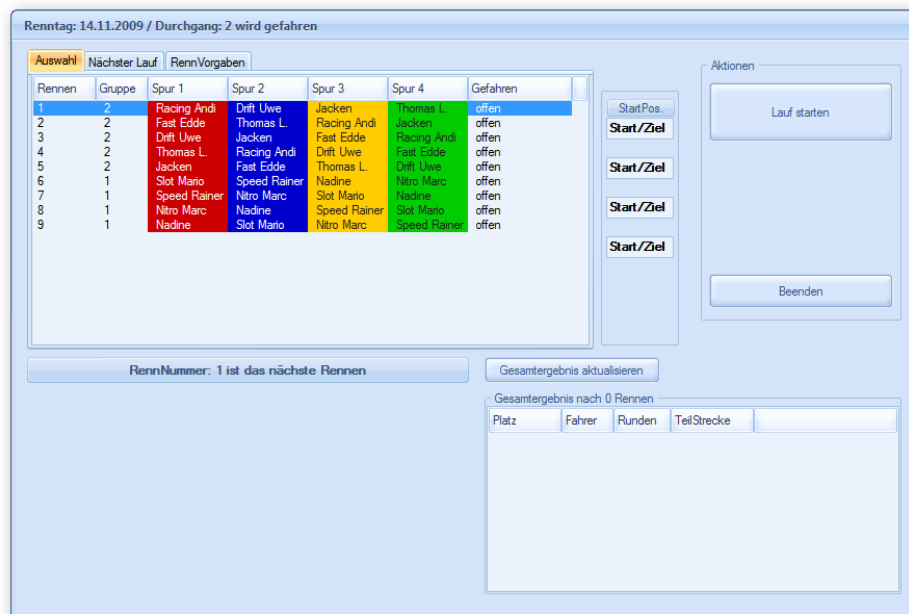 Renntag: 14.11.2009 / Durchgang: 2 wird gefahren
Auswahl Nächster Lauf RennVorgaben
Rennen Gruppe Spur 1 Spur 2 Spur 3 Spur 4 Gefahren
1 2 Racing Andi Drift Uwe Jacken Thomas L. offen
2 2 Fast Edde Thomas L. Racing Andi Jacken offen
3 2 Drift Uwe Jacken Fast Edde Racing Andi offen
4 2 Thomas L. Racing Andi Drift Uwe Fast Edde offen
5 2 Jacken Fast Edde Thomas L. Drift Uwe offen
6 1 Slot Mario Speed Rainer Nadine Nitro Marc offen
7 1 Speed Rainer Nitro Marc Slot Mario Nadine offen
8 1 Nitro Marc Nadine Speed Rainer Slot Mario offen
9 1 Nadine Slot Mario Nitro Marc Speed Rainer offen
StartPos.
Start/Ziel
Start/Ziel
Start/Ziel
Start/Ziel
Aktionen
Lauf starten
Beenden
RennNummer: 1 ist das nächste Rennen
Gesamtergebnis aktualisieren
Gesamtergebnis nach 0 Rennen
Platz Fahrer Runden TeilStrecke